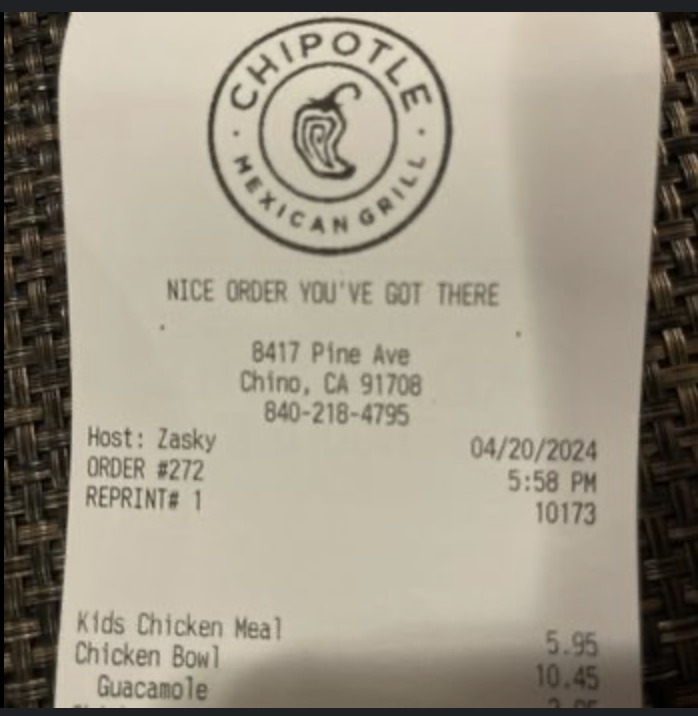 CHIPOTLE
MEXICAN GRILL
NICE ORDER YOU'VE GOT THERE
8417 Pine Ave
Chino, CA 91708
840-218-4795
Host: Zasky 04/20/2024
ORDER #272 5:58 PM
REPRINT# 1 10173
Kids Chicken Meal 5.95
Chicken Bowl 10.45
Guacamole